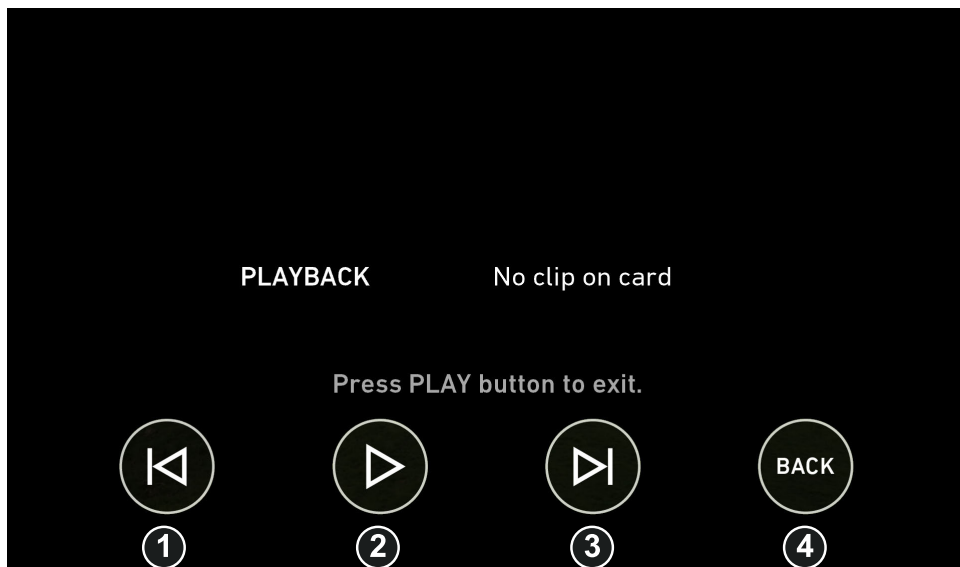 PLAYBACK No clip on card
Press PLAY button to exit.
BACK
1 2 3 4